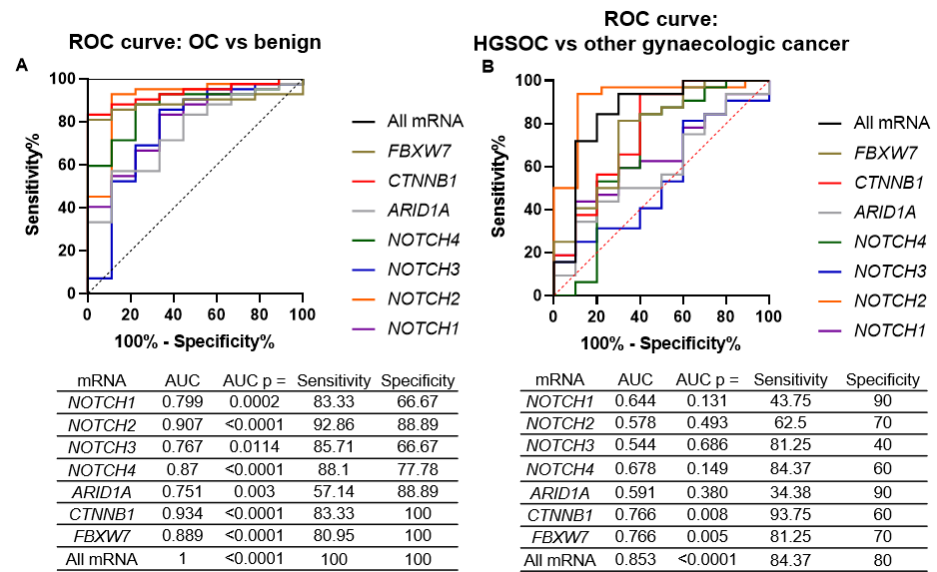 ROC curve: OC vs benign
ROC curve:
HGSOC vs other gynaecologic cancer
A
100
80
60
40
20
0
Sensitivity%
0 20 40 60 80 100
100% - Specificity%
All mRNA
FBXW7
CTNNB1
ARID1A
NOTCH4
NOTCH3
NOTCH2
NOTCH1
B
100
80
60
40
20
0
Sensitivity%
0 20 40 60 80 100
100% - Specificity%
All mRNA
FBXW7
CTNNB1
ARID1A
NOTCH4
NOTCH3
NOTCH2
NOTCH1
mRNA AUC AUC p = Sensitivity Specificity
NOTCH1 0.799 0.0002 83.33 66.67
NOTCH2 0.907 <0.0001 92.86 88.89
NOTCH3 0.767 0.0114 85.71 66.67
NOTCH4 0.87 <0.0001 88.1 77.78
ARID1A 0.751 0.003 57.14 88.89
CTNNB1 0.934 <0.0001 83.33 100
FBXW7 0.889 <0.0001 80.95 100
All mRNA 1 <0.0001 100 100
mRNA AUC AUC p = Sensitivity Specificity
NOTCH1 0.644 0.131 43.75 90
NOTCH2 0.578 0.493 62.5 70
NOTCH3 0.544 0.686 81.25 40
NOTCH4 0.678 0.149 84.37 60
ARID1A 0.591 0.380 34.38 90
CTNNB1 0.766 0.008 93.75 60
FBXW7 0.766 0.005 81.25 70
All mRNA 0.853 <0.0001 84.37 80